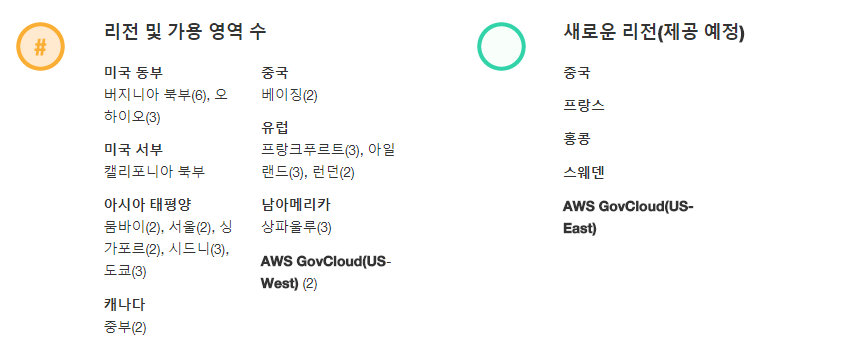 #
리전 및 가용 영역 수
미국 동부
버지니아 북부(6), 오
하이오(3)
미국 서부
캘리포니아 북부
아시아 태평양
뭄바이(2), 서울(2), 싱
가포르(2), 시드니(3),
도쿄(3)
캐나다
중부(2)
중국
베이징(2)
유럽
프랑크푸르트(3), 아일
랜드(3), 런던(2)
남아메리카
상파울루(3)
AWS GovCloud(US-
West) (2)
새로운 리전(제공 예정)
중국
프랑스
홍콩
스웨덴
AWS GovCloud(US-
East)